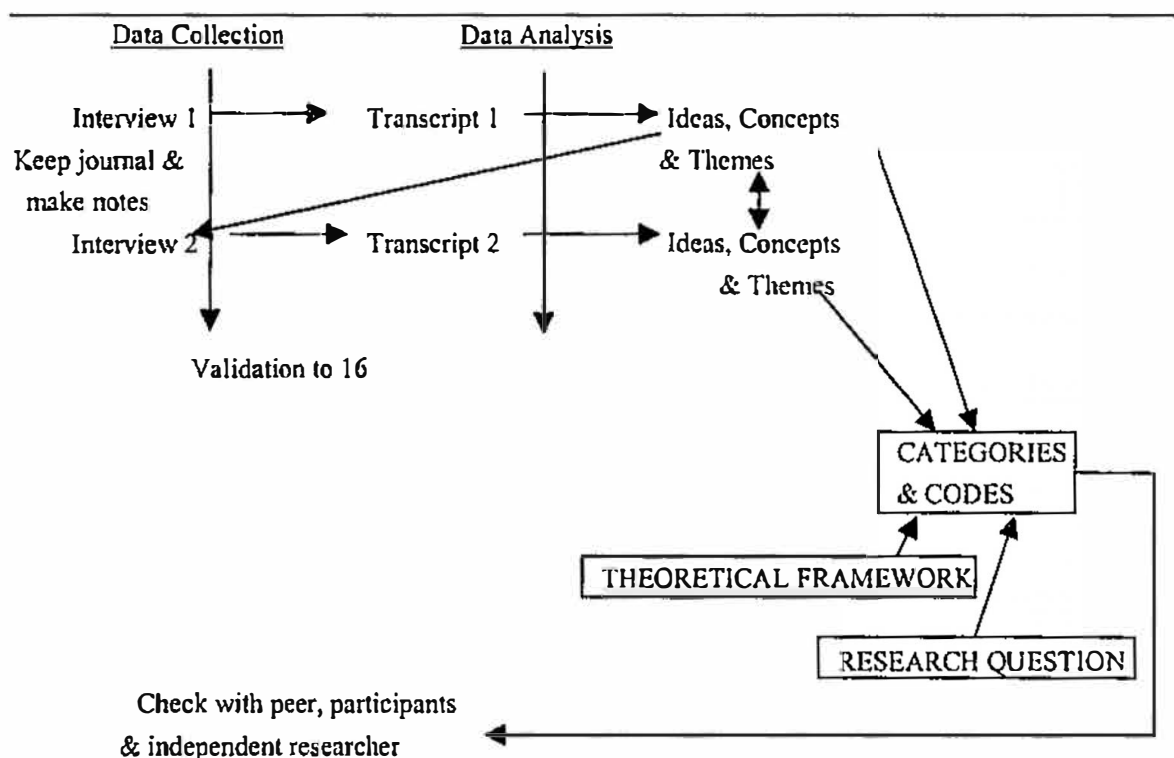 Data Collection
Data Analysis
Interview 1
Transcript 1
Ideas, Concepts
Keep journal &
& Themes
make notes
Interview 2
Transcript 2
Ideas, Concepts
& Themes
Validation to 16
CATEGORIES
& CODES
THEORETICAL FRAMEWORK
RESEARCH QUESTION
Check with peer, participants
& independent researcher